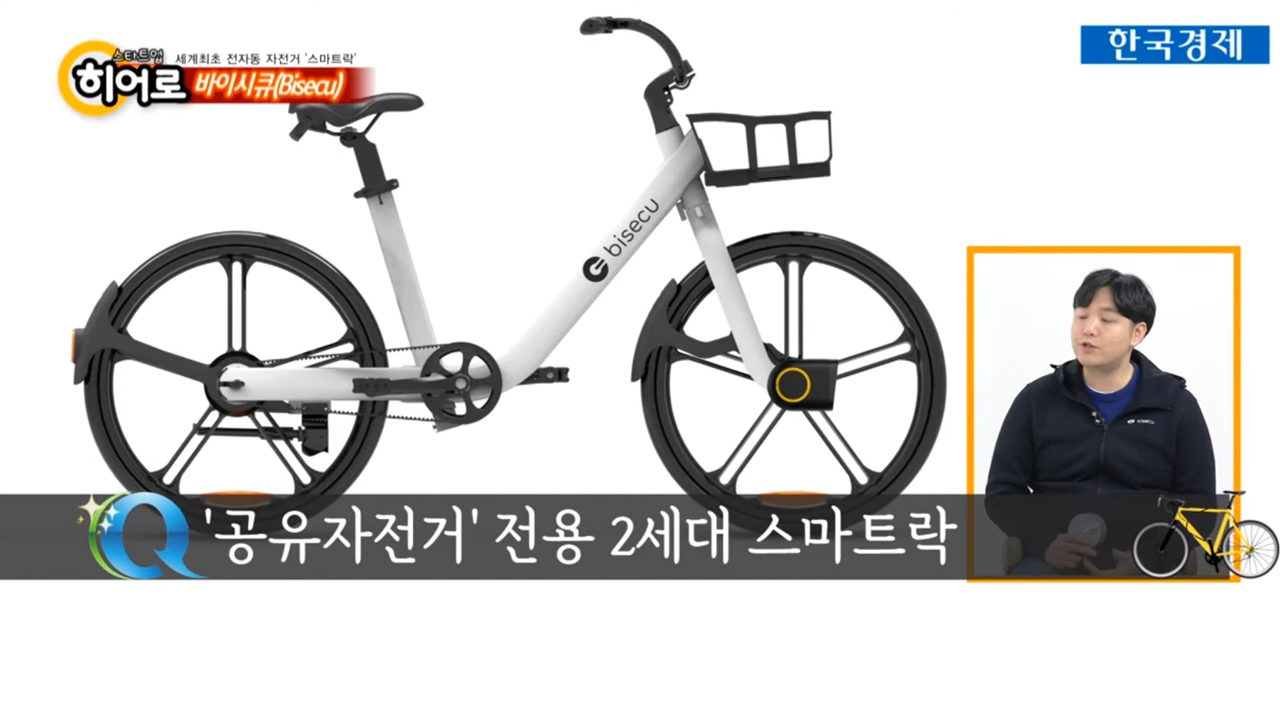 스타트업 세계최초 전자동 자전거 '스마트락'
히어로 바이시큐(Bisecu)
한국경제
bisecu
bisecu
Q '공유자전거' 전용 2세대 스마트락